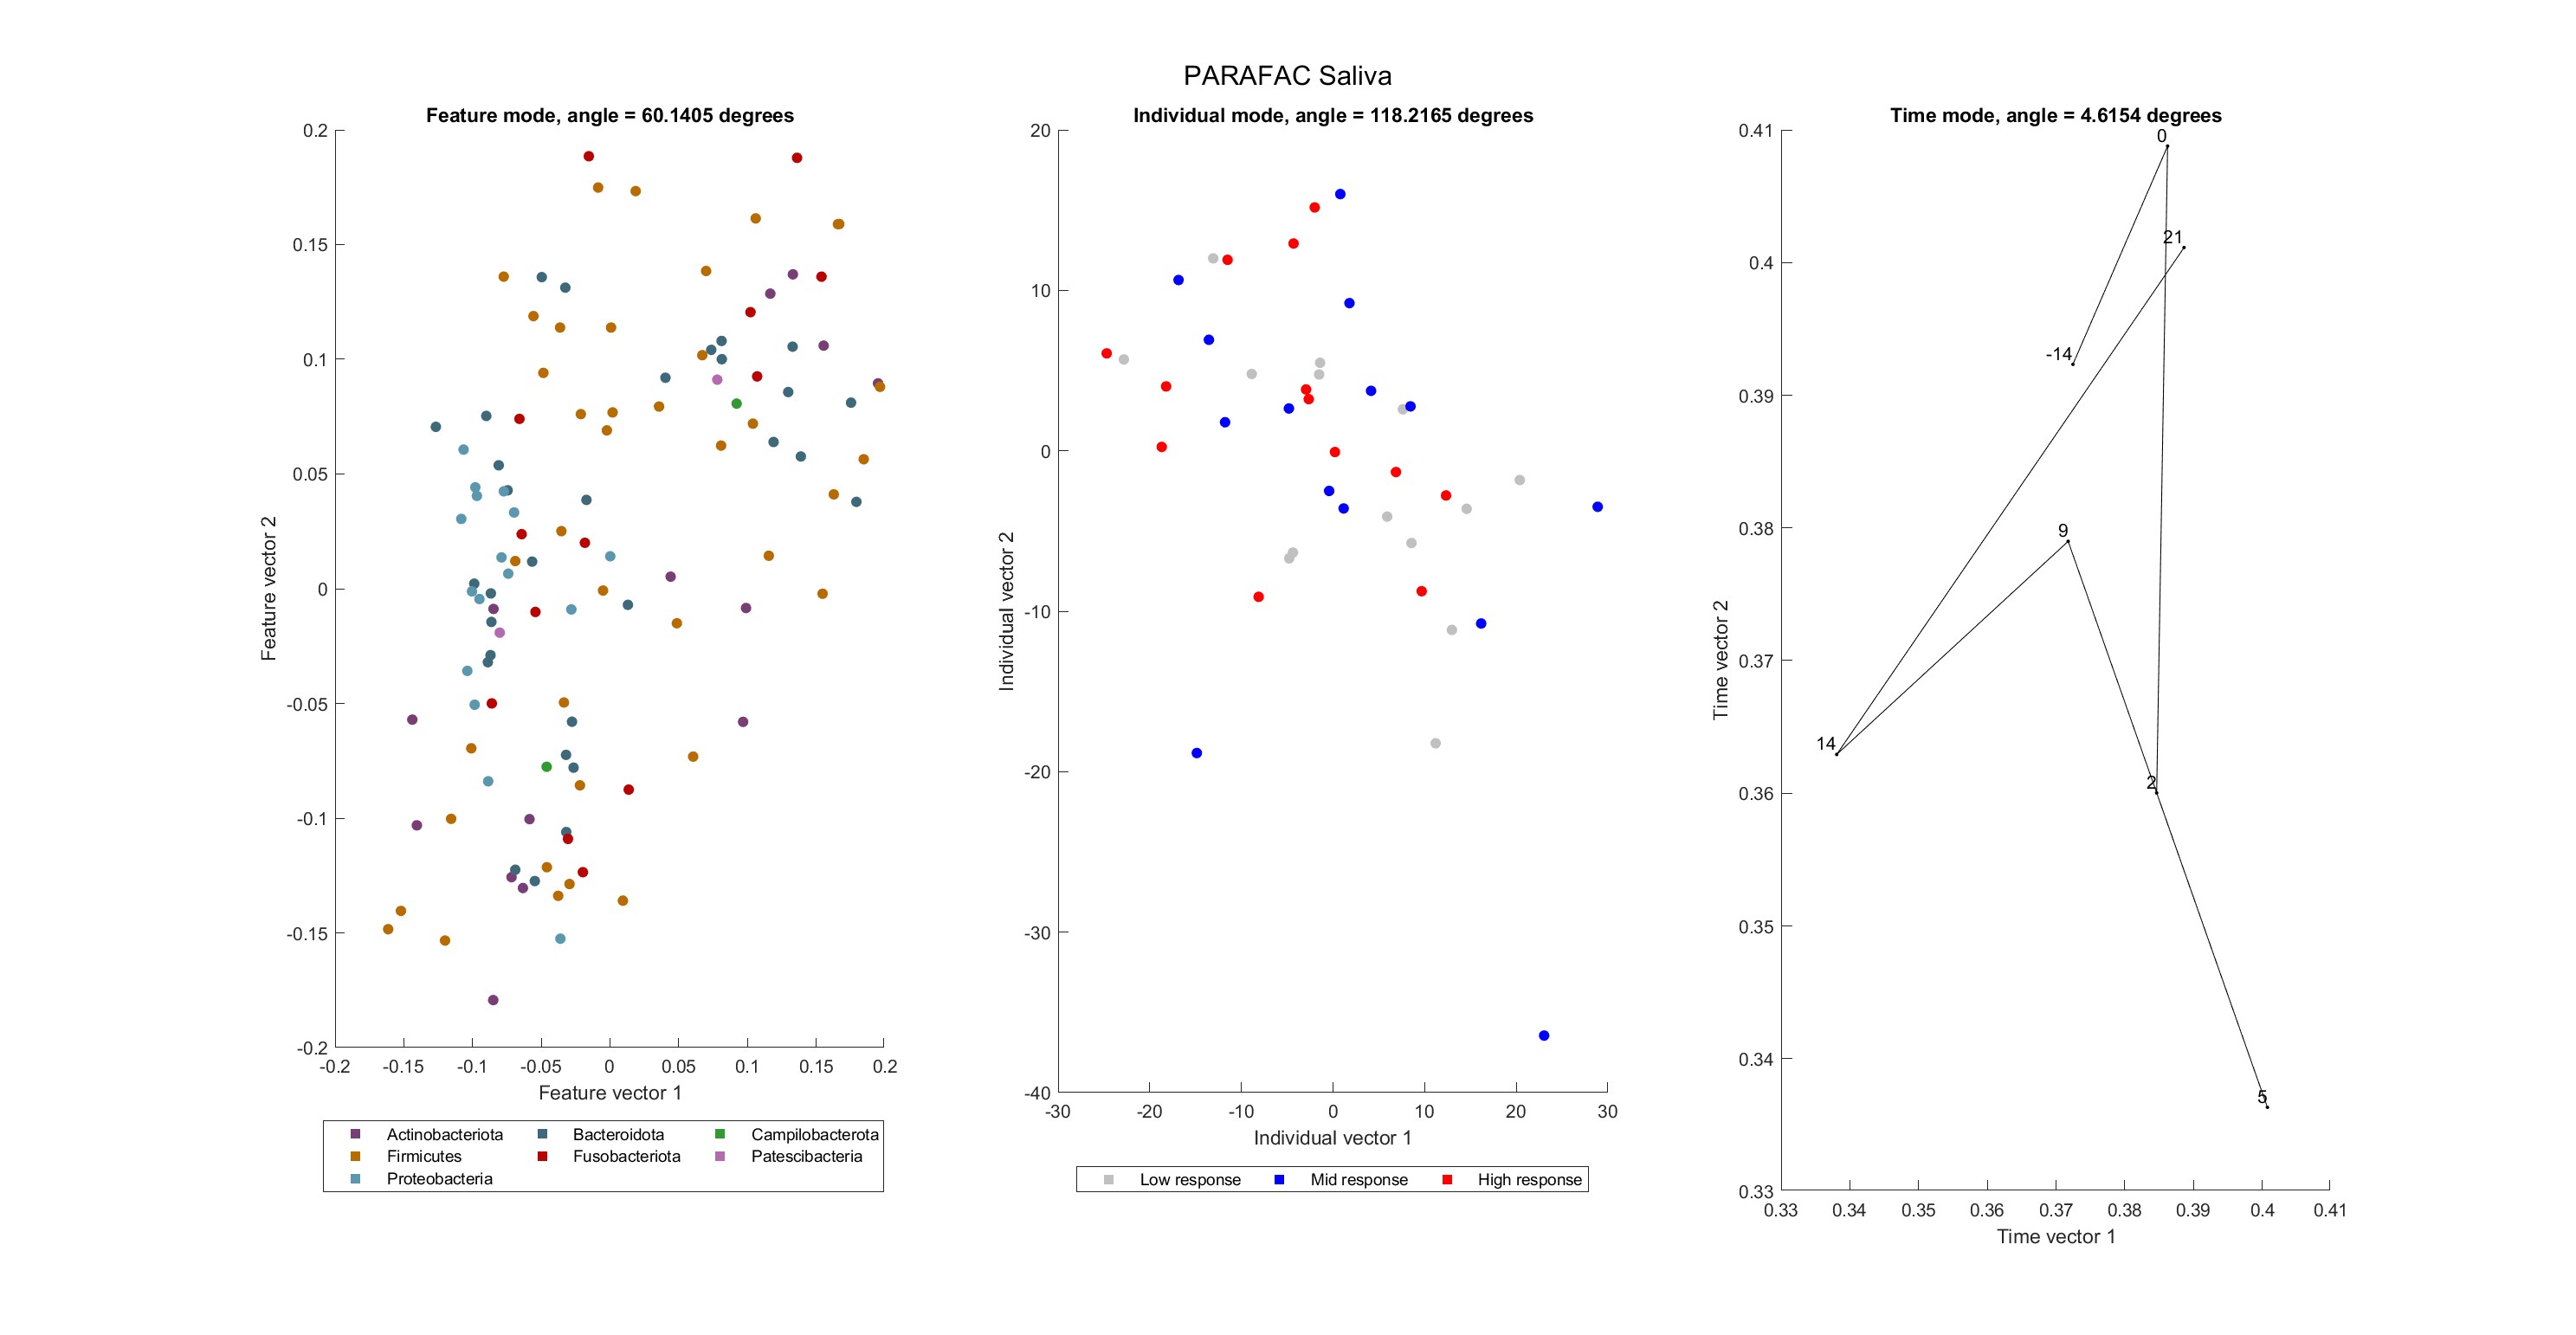 PARAFAC Saliva
Feature mode, angle = 60.1405 degrees
0.2
0.15
0.1
0.05
0
-0.05
-0.1
-0.15
-0.2
Feature vector 2
-0.2 -0.15 -0.1 -0.05 0 0.05 0.1 0.15 0.2
Feature vector 1
Actinobacteriota Bacteroidota Campilobacterota
Firmicutes Fusobacteriota Patescibacteria
Proteobacteria
Individual mode, angle = 118.2165 degrees
20
10
0
-10
-20
-30
-40
Individual vector 2
-30 -20 -10 0 10 20 30
Individual vector 1
Low response Mid response High response
Time mode, angle = 4.6154 degrees
0.41
0.4
0.39
0.38
0.37
0.36
0.35
0.34
0.33
Time vector 2
0
21
-14
9
14
2
5
0.33 0.34 0.35 0.36 0.37 0.38 0.39 0.4 0.41
Time vector 1